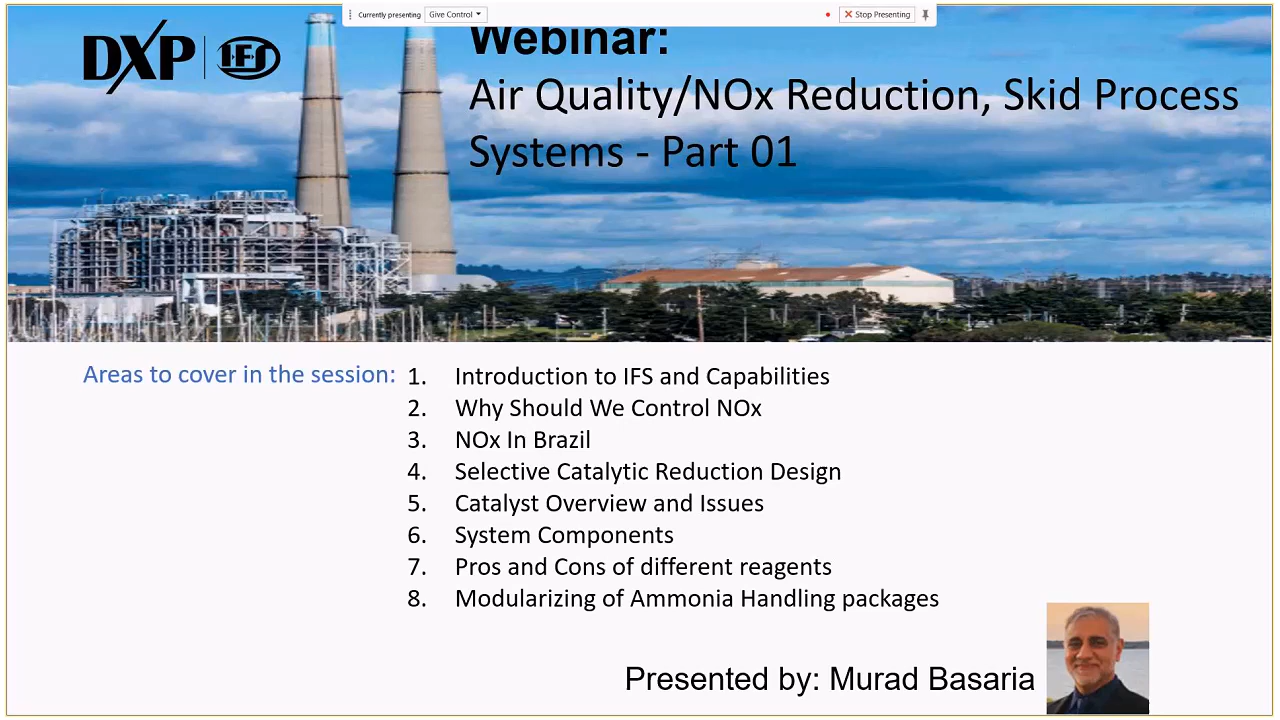 Currently presenting Give Control Stop Presenting
DXP IFS
Webinar:
Air Quality/NOx Reduction, Skid Process
Systems - Part 01
Areas to cover in the session:
1. Introduction to IFS and Capabilities
2. Why Should We Control NOx
3. NOx In Brazil
4. Selective Catalytic Reduction Design
5. Catalyst Overview and Issues
6. System Components
7. Pros and Cons of different reagents
8. Modularizing of Ammonia Handling packages
Presented by: Murad Basaria